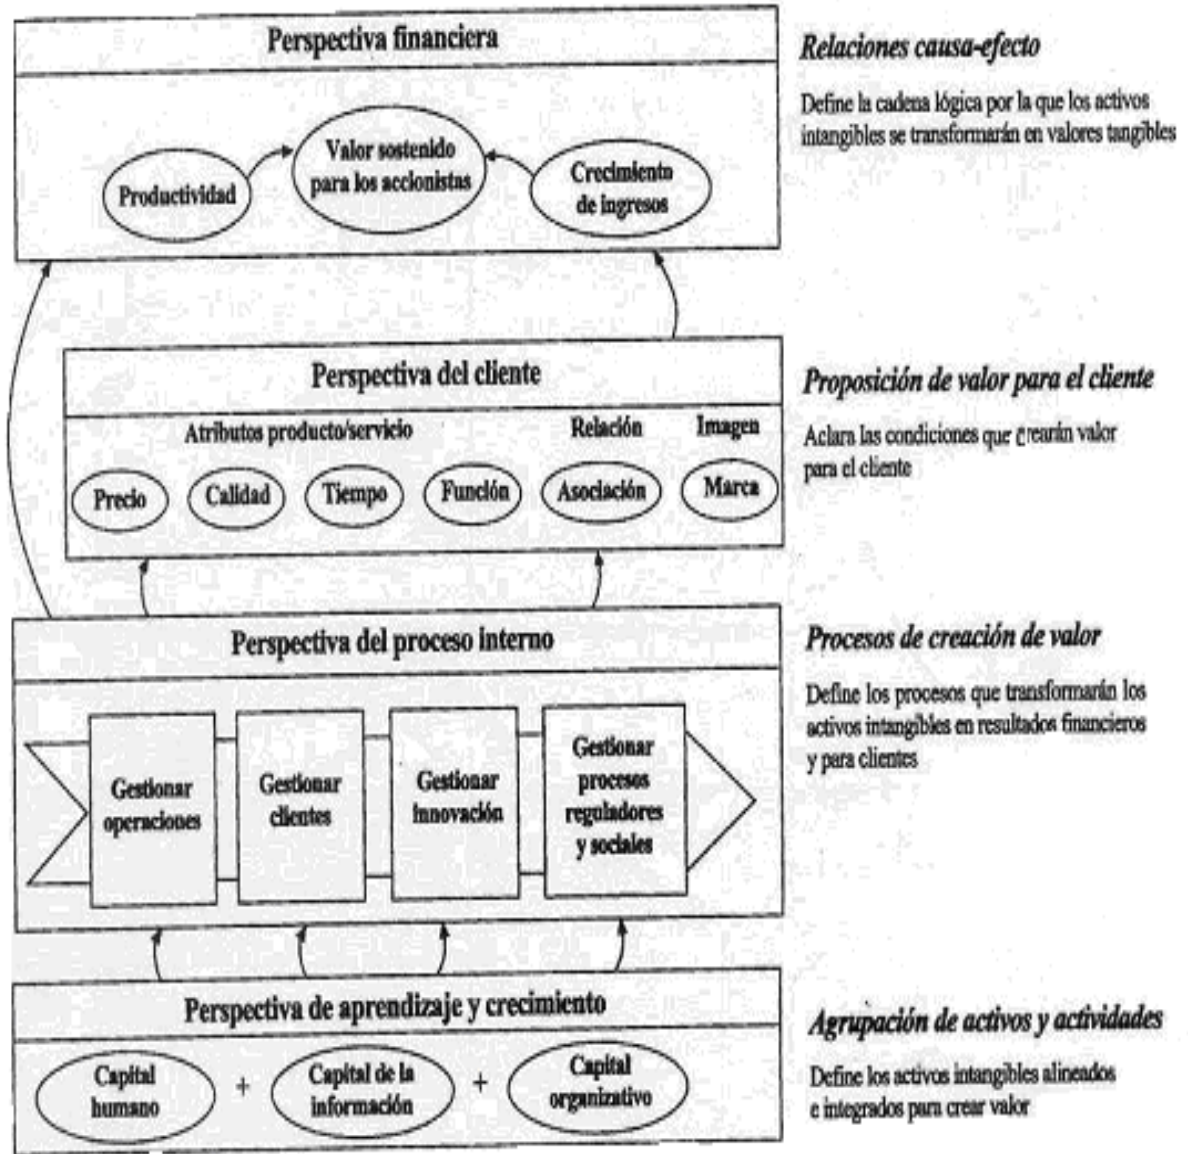 Perspectiva financiera
Valor sostenido
para los accionistas
Productividad
Crecimiento
de ingresos
Relaciones causa-efecto
Define la cadena lógica por la que los activos
intangibles se transformarán en valores tangibles
Perspectiva del cliente
Atributos producto/servicio
Relación
Imagen
Precio
Calidad
Tiempo
Función
Asociación
Marca
Proposición de valor para el cliente
Aclara las condiciones que crearán valor
para el cliente
Perspectiva del proceso interno
Gestionar
operaciones
Gestionar
clientes
Gestionar
innovación
Gestionar
procesos
reguladores
y sociales
Procesos de creación de valor
Define los procesos que transformarán los
activos intangibles en resultados financieros
y para clientes
Perspectiva de aprendizaje y crecimiento
Capital
humano
+
Capital de la
información
+
Capital
organizativo
Agrupación de activos y actividades
Define los activos intangibles alineados
e integrados para crear valor